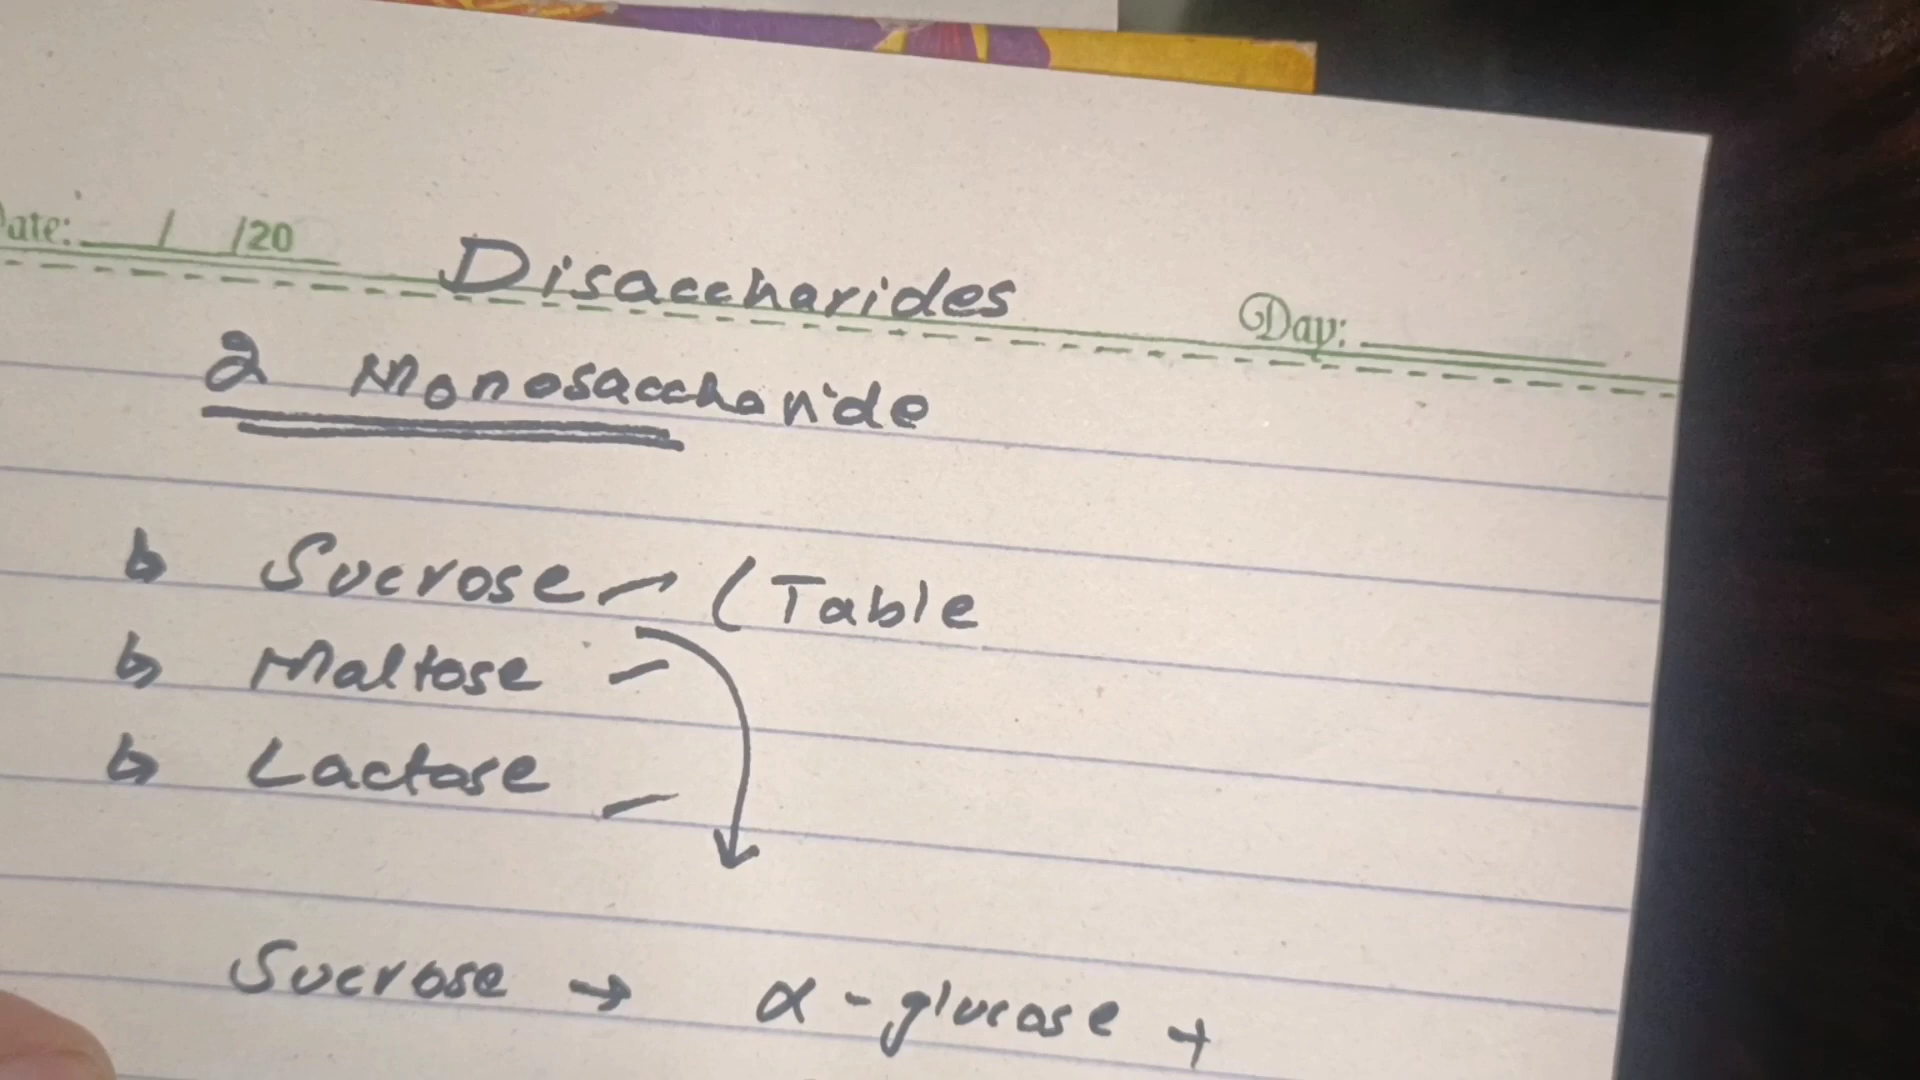 Date: / /20
Disaccharides
Day:
2 Monosaccharide
Sucrose - (Table
Maltose -
Lactose -
Sucrose → α-glucose +